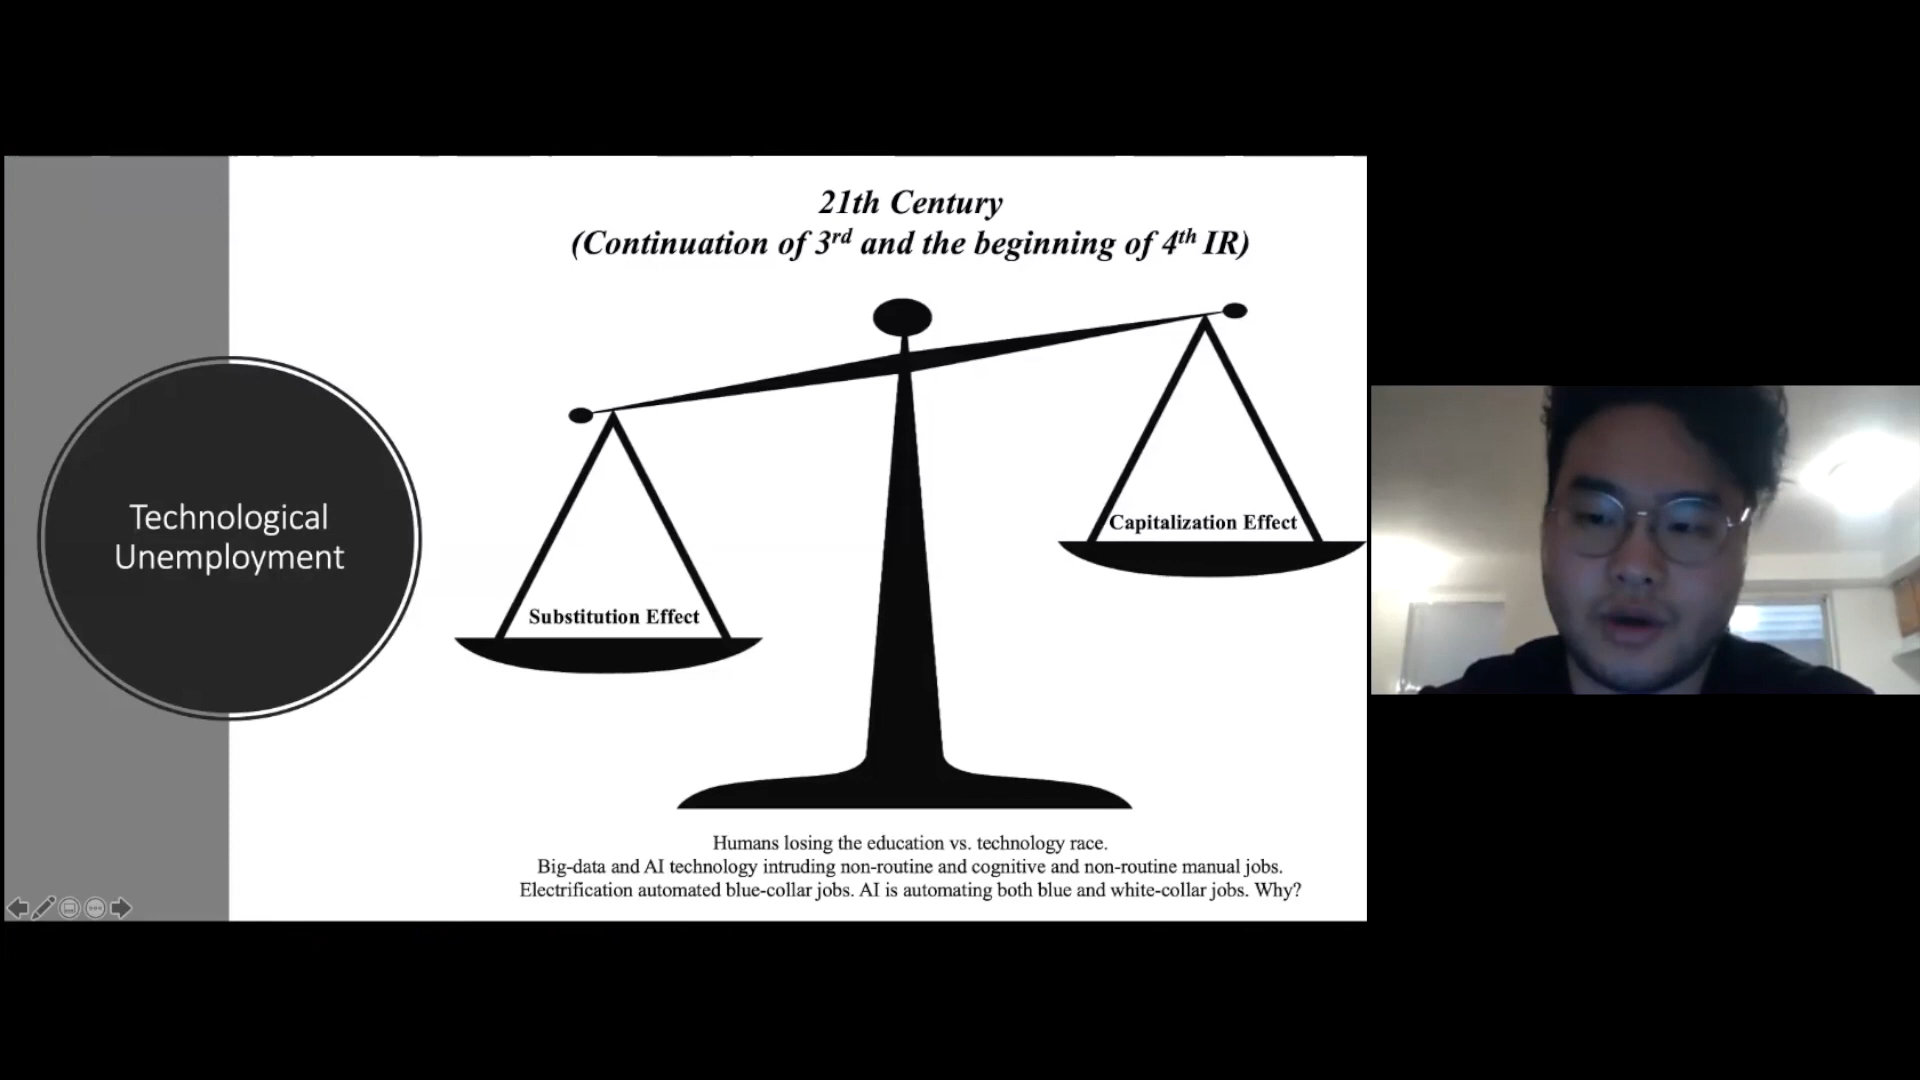 21th Century
(Continuation of 3rd and the beginning of 4th IR)
Technological
Unemployment
Capitalization Effect
Substitution Effect
Humans losing the education vs. technology race.
Big-data and AI technology intruding non-routine and cognitive and non-routine manual jobs.
Electrification automated blue-collar jobs. AI is automating both blue and white-collar jobs. Why?